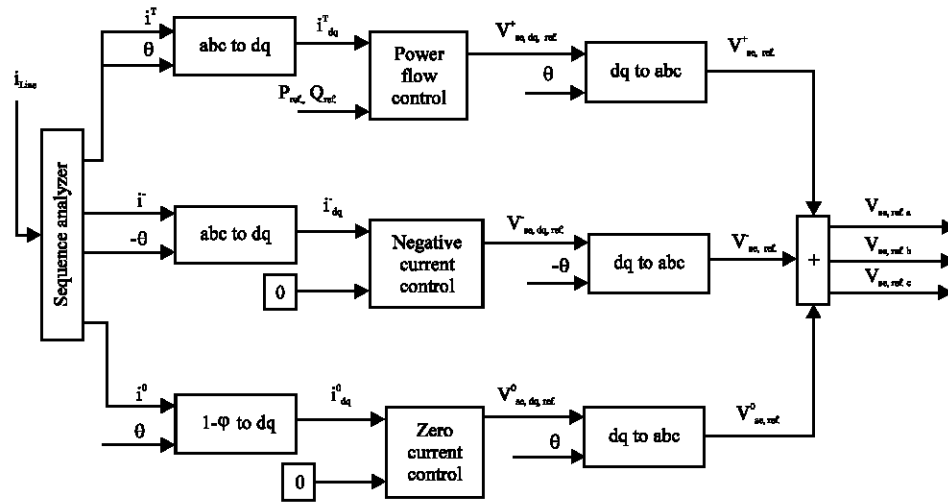 i_Line
Sequence analyzer
i^T
θ
abc to dq
i^T_dq
P_ref., Q_ref.
Power
flow
control
V^+_se, dq, ref.
θ
dq to abc
V^+_se, ref.
i^-
-θ
abc to dq
i^-_dq
0
Negative
current
control
V^-_se, dq, ref.
-θ
dq to abc
V^-_se, ref.
+
V_se, ref. a
V_se, ref. b
V_se, ref. c
i^0
θ
1-φ to dq
i^0_dq
0
Zero
current
control
V^0_se, dq, ref.
θ
dq to abc
V^0_se, ref.